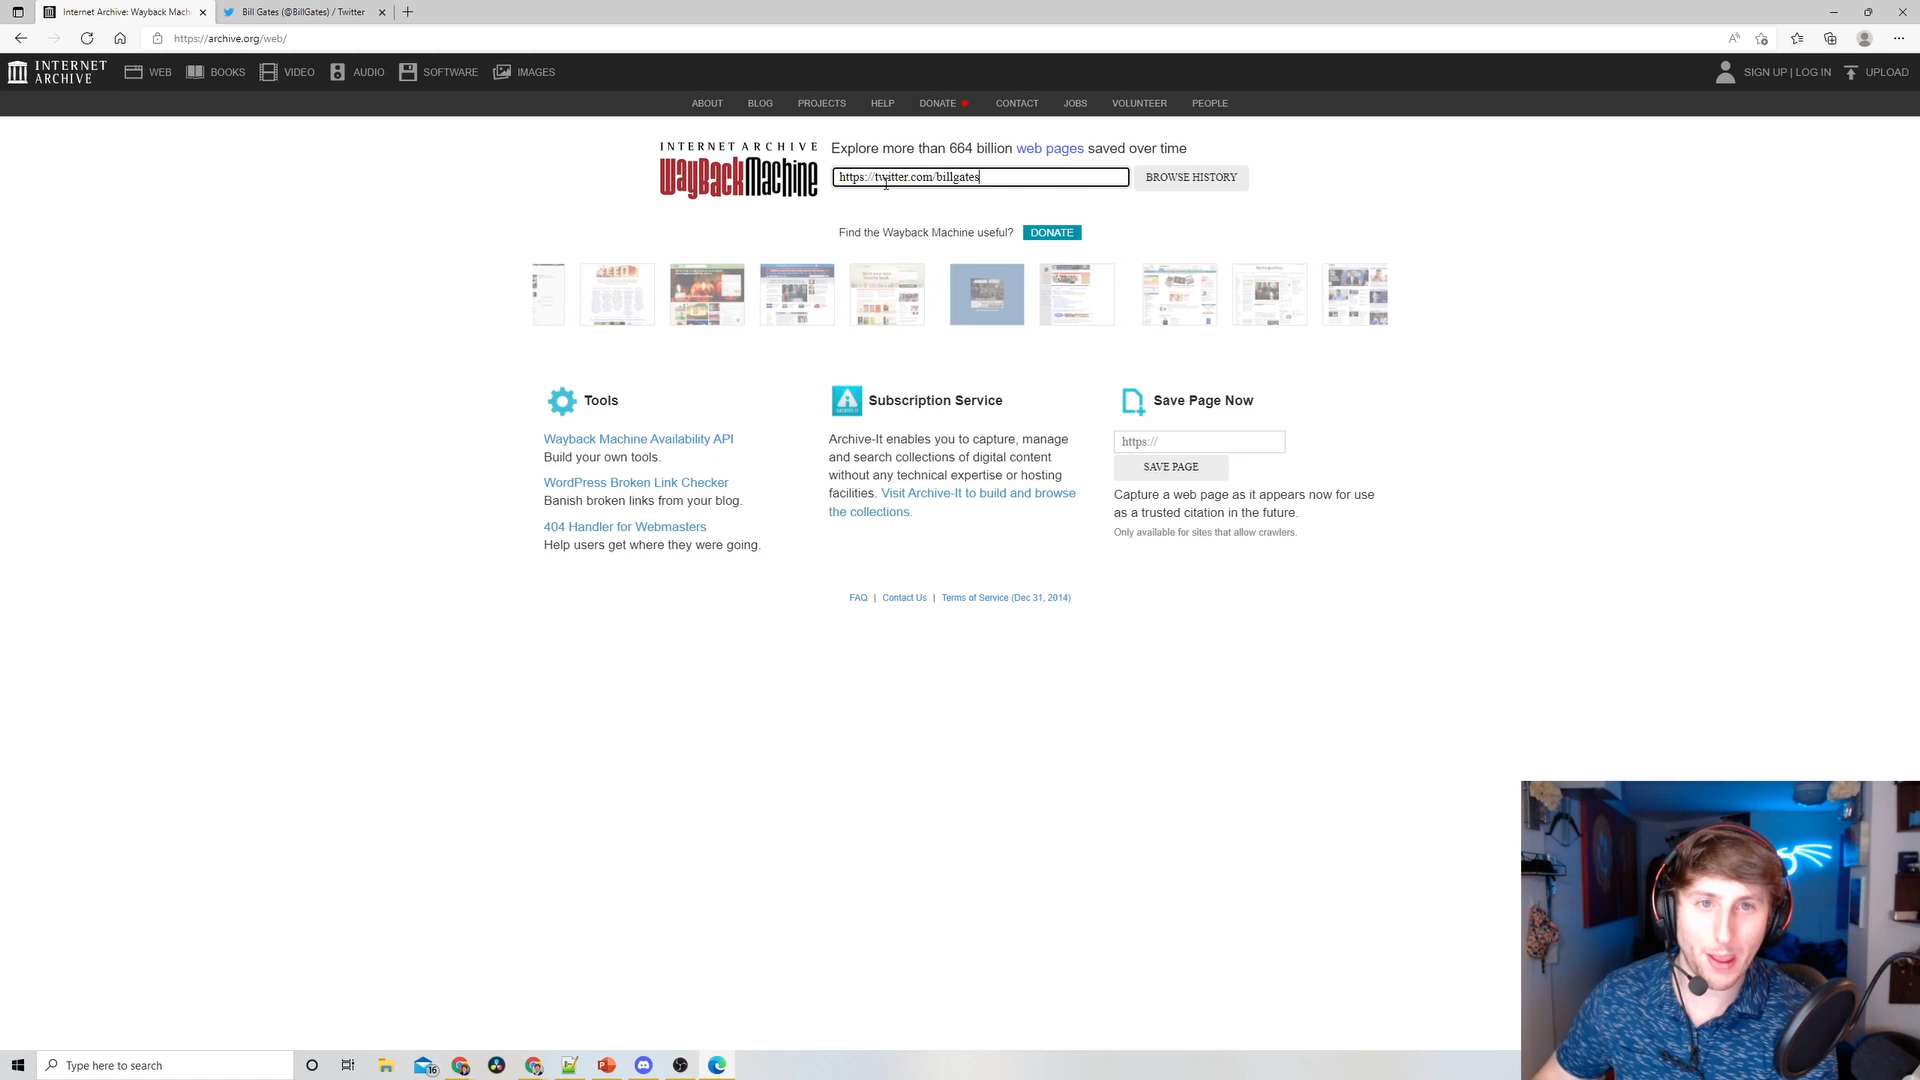 Internet Archive: Wayback Mach
Bill Gates (@BillGates) / Twitter
https://archive.org/web/
INTERNET ARCHIVE
WEB
BOOKS
VIDEO
AUDIO
SOFTWARE
IMAGES
SIGN UP | LOG IN
UPLOAD
ABOUT
BLOG
PROJECTS
HELP
DONATE
CONTACT
JOBS
VOLUNTEER
PEOPLE
INTERNET ARCHIVE
WayBackMachine
Explore more than 664 billion web pages saved over time
https://twitter.com/billgates
BROWSE HISTORY
Find the Wayback Machine useful?
DONATE
Tools
Wayback Machine Availability API
Build your own tools.
WordPress Broken Link Checker
Banish broken links from your blog.
404 Handler for Webmasters
Help users get where they were going.
Subscription Service
Archive-It enables you to capture, manage
and search collections of digital content
without any technical expertise or hosting
facilities. Visit Archive-It to build and browse
the collections.
Save Page Now
https://
SAVE PAGE
Capture a web page as it appears now for use
as a trusted citation in the future.
Only available for sites that allow crawlers.
FAQ | Contact Us | Terms of Service (Dec 31, 2014)
Type here to search
16